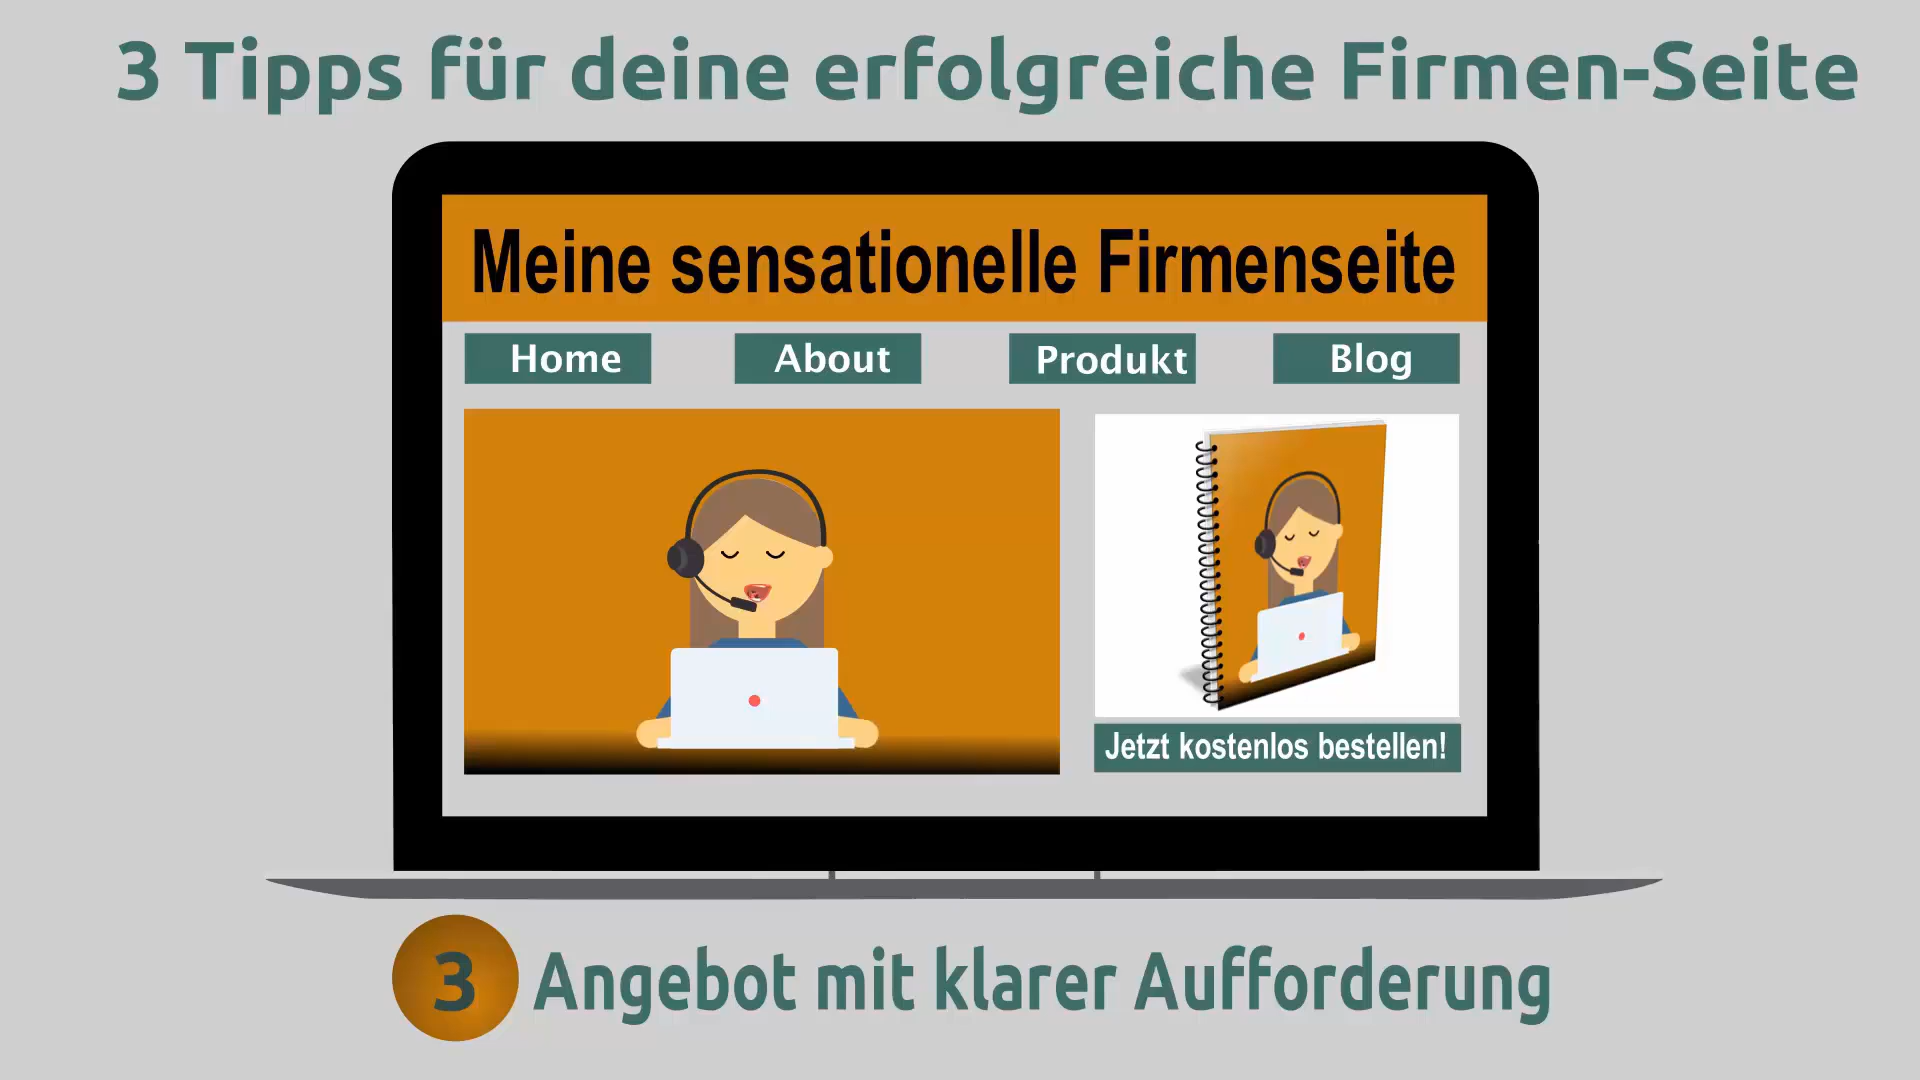 3 Tipps für deine erfolgreiche Firmen-Seite
Meine sensationelle Firmenseite
Home About Produkt Blog
Jetzt kostenlos bestellen!
3 Angebot mit klarer Aufforderung